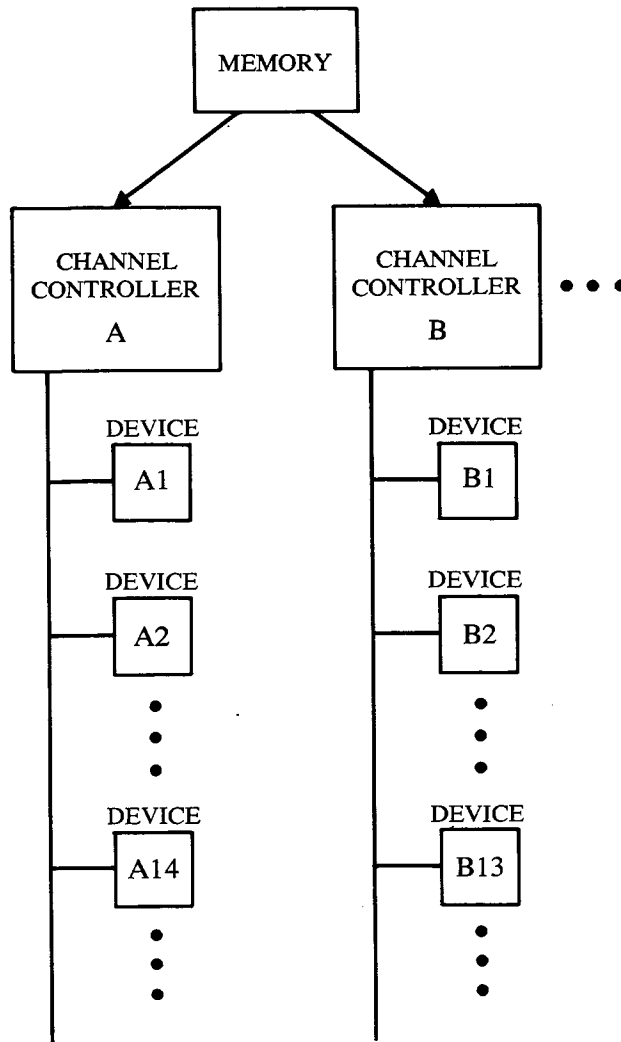 MEMORY
CHANNEL
CONTROLLER
A
CHANNEL
CONTROLLER
B
DEVICE
A1
DEVICE
B1
DEVICE
A2
DEVICE
B2
DEVICE
A14
DEVICE
B13